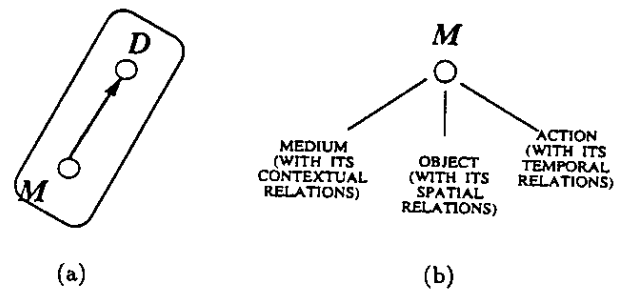 D
M
(a)
M
MEDIUM
(WITH ITS
CONTEXTUAL
RELATIONS)
OBJECT
(WITH ITS
SPATIAL
RELATIONS)
ACTION
(WITH ITS
TEMPORAL
RELATIONS)
(b)